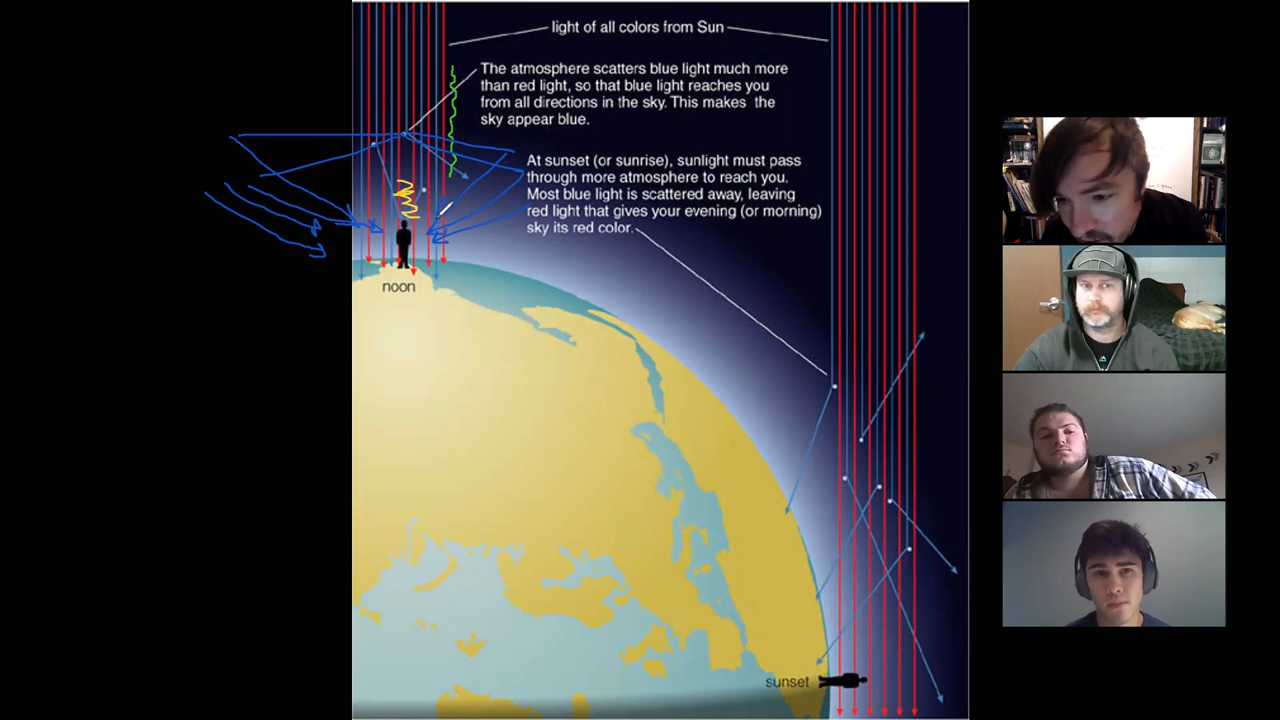 light of all colors from Sun
The atmosphere scatters blue light much more
than red light, so that blue light reaches you
from all directions in the sky. This makes the
sky appear blue.
At sunset (or sunrise), sunlight must pass
through more atmosphere to reach you.
Most blue light is scattered away, leaving
red light that gives your evening (or morning)
sky its red color.
noon
sunset